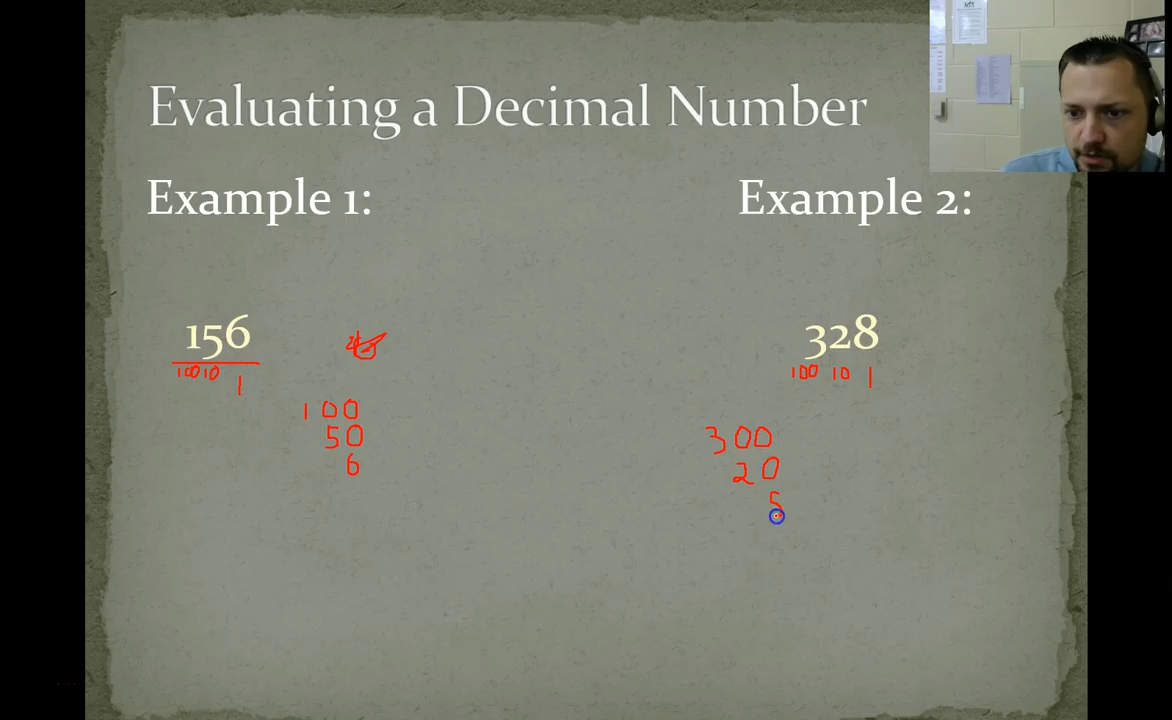 Evaluating a Decimal Number
Example 1:
Example 2:
156
328
100 10 1
100 10 1
100
50
6
300
20